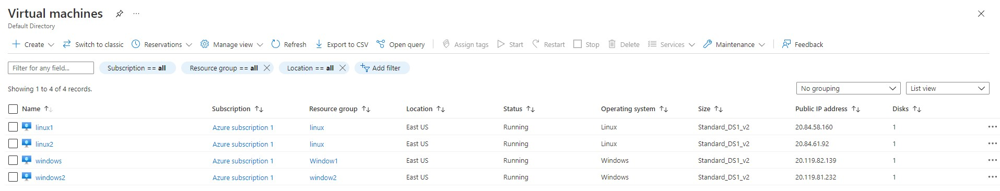 Virtual machines
Default Directory
Create Switch to classic Reservations Manage view Refresh Export to CSV Open query Assign tags Start Restart Stop Delete Services Maintenance Feedback
Filter for any field... Subscription == all Resource group == all Location == all Add filter
Showing 1 to 4 of 4 records. No grouping List view
Name Subscription Resource group Location Status Operating system Size Public IP address Disks
linux1 Azure subscription 1 linux East US Running Linux Standard_DS1_v2 20.84.58.160 1
linux2 Azure subscription 1 linux East US Running Linux Standard_DS1_v2 20.84.61.92 1
windows Azure subscription 1 Window1 East US Running Windows Standard_DS1_v2 20.119.82.139 1
windows2 Azure subscription 1 window2 East US Running Windows Standard_DS1_v2 20.119.81.232 1